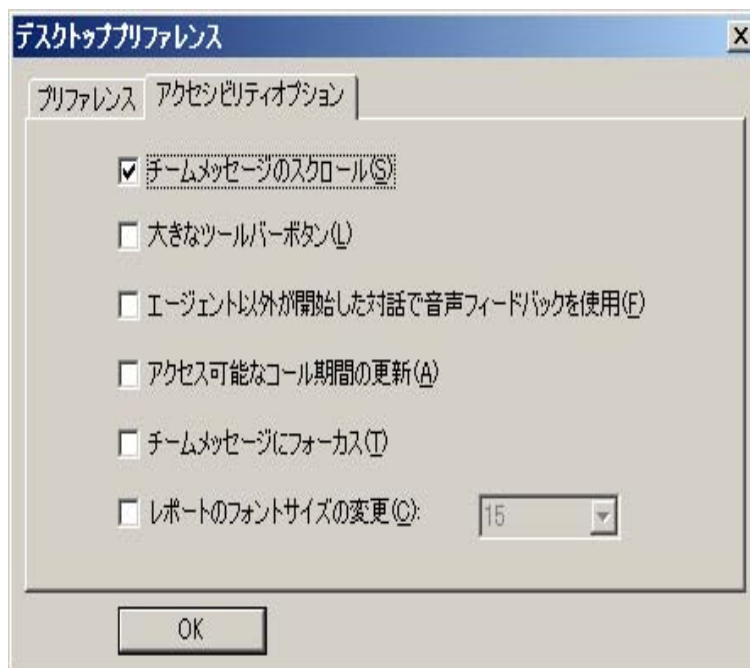 デスクトッププリファレンス
プリファレンス アクセシビリティオプション
チームメッセージのスクロール(S)
大きなツールバーボタン(L)
エージェント以外が開始した対話で音声フィードバックを使用(F)
アクセス可能なコール期間の更新(A)
チームメッセージにフォーカス(T)
レポートのフォントサイズの変更(C): 15
OK